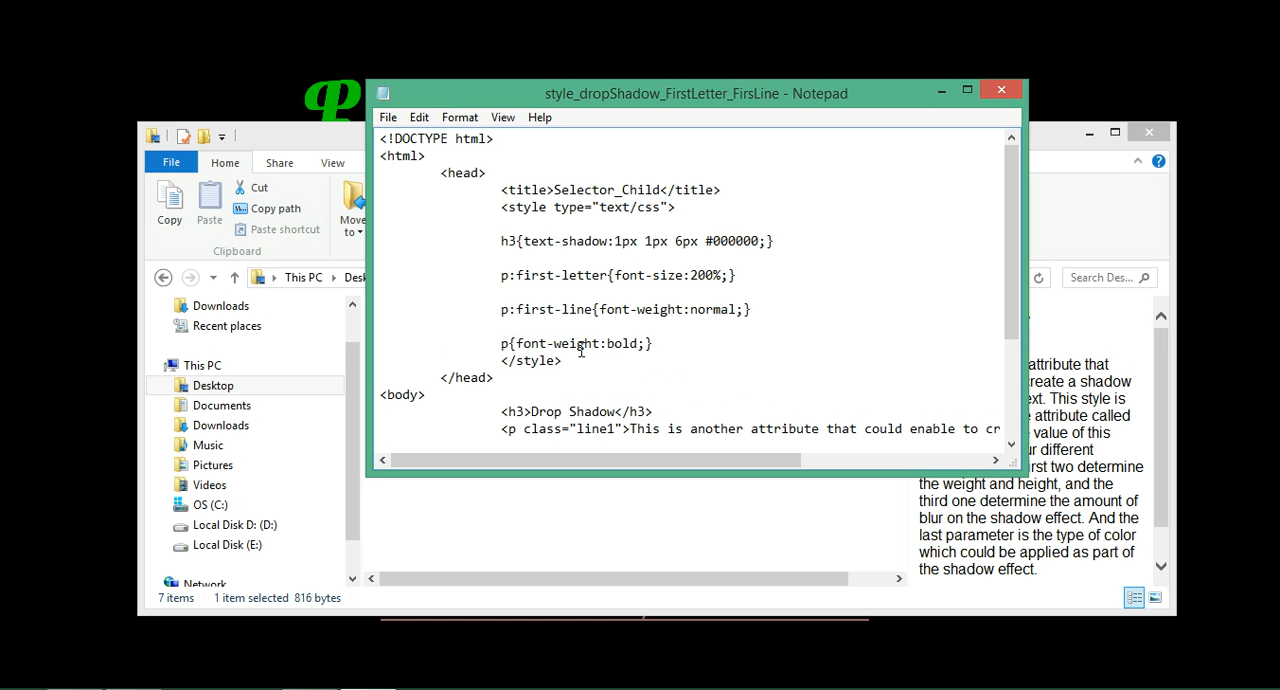 style_dropShadow_FirstLetter_FirsLine - Notepad
File Edit Format View Help
<!DOCTYPE html>
<html>
<head>
<title>Selector_Child</title>
<style type="text/css">
h3{text-shadow:1px 1px 6px #000000;}
p:first-letter{font-size:200%;}
p:first-line{font-weight:normal;}
p{font-weight:bold;}
</style>
</head>
<body>
<h3>Drop Shadow</h3>
<p class="line1">This is another attribute that could enable to cr
File Home Share View
Copy
Paste
Cut
Copy path
Paste shortcut
Move
to
Clipboard
This PC
Search Des...
Downloads
Recent places
This PC
Desktop
Documents
Downloads
Music
Pictures
Videos
OS (C:)
Local Disk D: (D:)
Local Disk (E:)
Network
attribute that
create a shadow
This style is
attribute called
value of this
different
first two determine
the weight and height, and the
third one determine the amount of
blur on the shadow effect. And the
last parameter is the type of color
which could be applied as part of
the shadow effect.
7 items 1 item selected 816 bytes